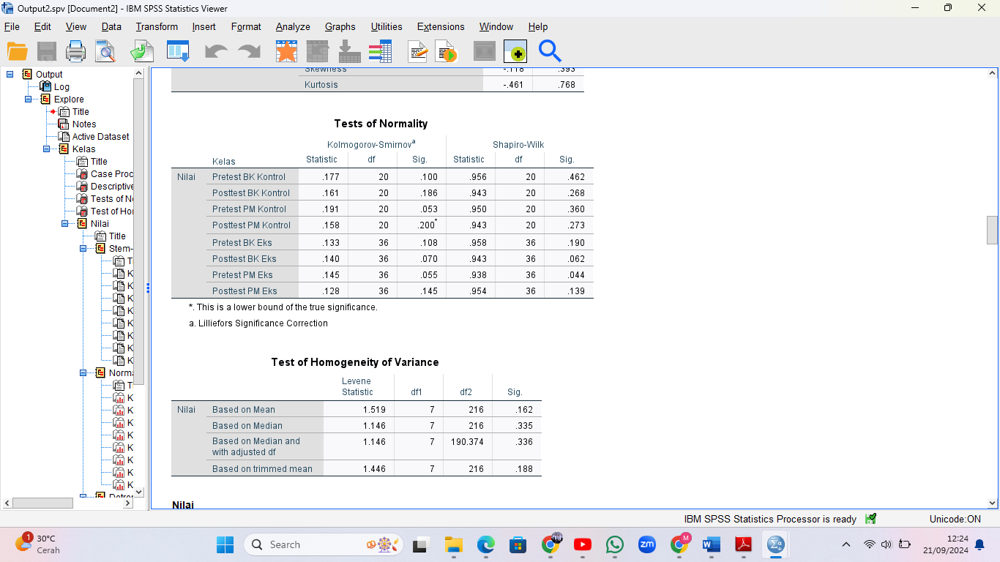 Output2.spv [Document2] - IBM SPSS Statistics Viewer
File Edit View Data Transform Insert Format Analyze Graphs Utilities Extensions Window Help
Output
Log
Explore
Title
Notes
Active Dataset
Kelas
Title
Case Proc
Descriptive
Tests of N
Test of Ho
Nilai
Title
Stem-
T
K
K
K
K
K
K
K
K
Norma
T
K
K
K
K
K
K
K
K
Skewness -.118 .393
Kurtosis -.461 .768
Tests of Normality
Kolmogorov-Smirnovª Shapiro-Wilk
Kelas Statistic df Sig. Statistic df Sig.
Nilai Pretest BK Kontrol .177 20 .100 .956 20 .462
Posttest BK Kontrol .161 20 .186 .943 20 .268
Pretest PM Kontrol .191 20 .053 .950 20 .360
Posttest PM Kontrol .158 20 .200* .943 20 .273
Pretest BK Eks .133 36 .108 .958 36 .190
Posttest BK Eks .140 36 .070 .943 36 .062
Pretest PM Eks .145 36 .055 .938 36 .044
Posttest PM Eks .128 36 .145 .954 36 .139
*. This is a lower bound of the true significance.
a. Lilliefors Significance Correction
Test of Homogeneity of Variance
Levene
Statistic df1 df2 Sig.
Nilai Based on Mean 1.519 7 216 .162
Based on Median 1.146 7 216 .335
Based on Median and 1.146 7 190.374 .336
with adjusted df
Based on trimmed mean 1.446 7 216 .188
Nilai
IBM SPSS Statistics Processor is ready Unicode:ON
1
30°C
Cerah
Search
zm
M
W
12:24
21/09/2024